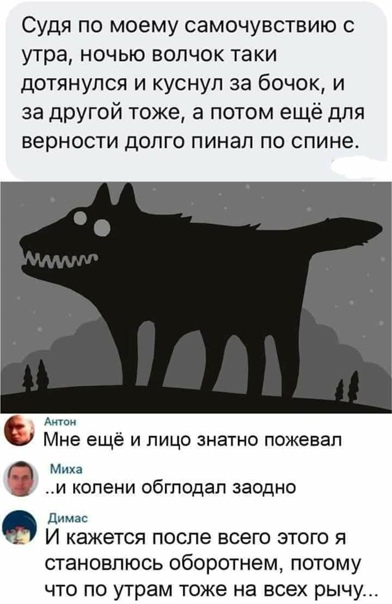 Судя по моему самочувствию с
утра, ночью волчок таки
дотянулся и куснул за бочок, и
за другой тоже, а потом ещё для
верности долго пинал по спине.
Антон
Мне ещё и лицо знатно пожевал
Миха
..и колени обглодал заодно
Димас
И кажется после всего этого я
становлюсь оборотнем, потому
что по утрам тоже на всех рычу...